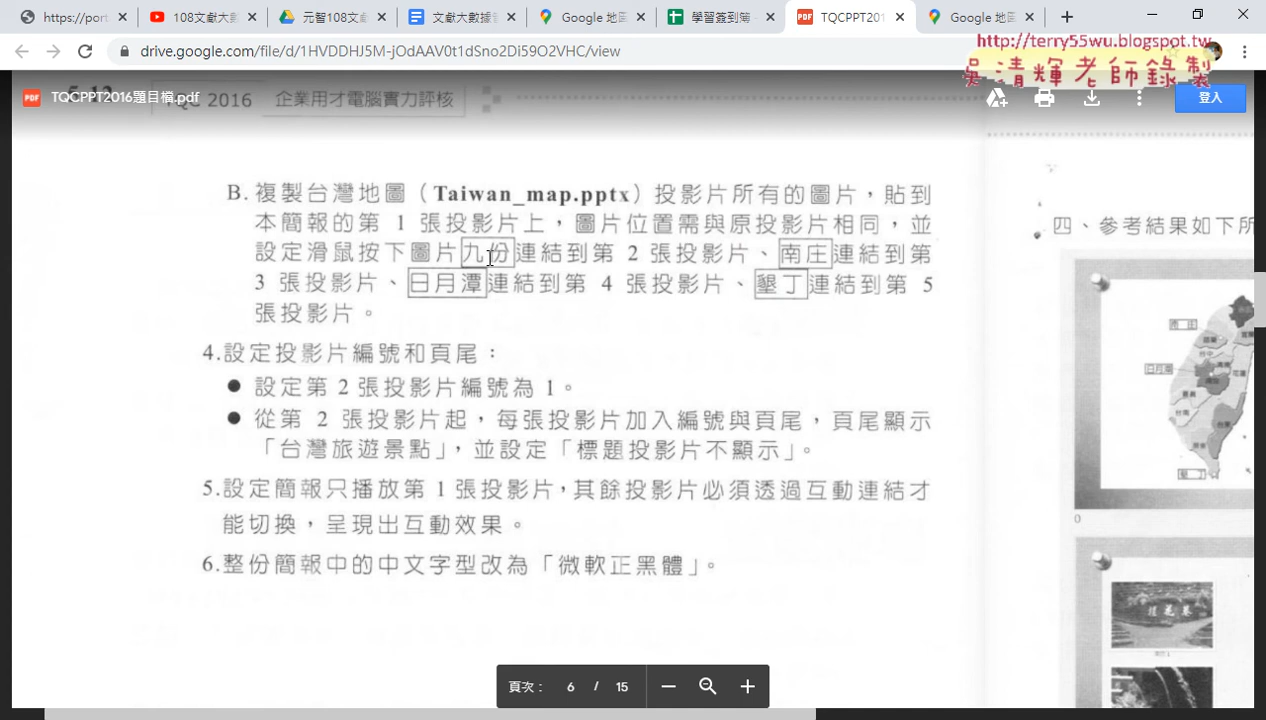 https://port
108文獻大數
元智108文獻
文獻大數據
Google 地圖
學習簽到簿 -
TQCPPT201
Google 地圖
drive.google.com/file/d/1HVDDHJ5M-jOdAAV0t1dSno2Di59O2VHC/view
http://terry55wu.blogspot.tw
吳清輝老師錄製
TQCPPT2016題目檔.pdf
登入
5-12
2016 企業用才電腦實力評核
B. 複製台灣地圖（Taiwan_map.pptx）投影片所有的圖片，貼到
本簡報的第 1 張投影片上，圖片位置需與原投影片相同，並
設定滑鼠按下圖片九份連結到第 2 張投影片、南庄連結到第
3 張投影片、日月潭連結到第 4 張投影片、墾丁連結到第 5
張投影片。
4.設定投影片編號和頁尾：
● 設定第 2 張投影片編號為 1。
● 從第 2 張投影片起，每張投影片加入編號與頁尾，頁尾顯示
「台灣旅遊景點」，並設定「標題投影片不顯示」。
5.設定簡報只播放第 1 張投影片，其餘投影片必須透過互動連結才
能切換，呈現出互動效果。
6.整份簡報中的中文字型改為「微軟正黑體」。
四、參考結果如下所
南庄
日月潭
墾丁
0
頁次： 6 / 15